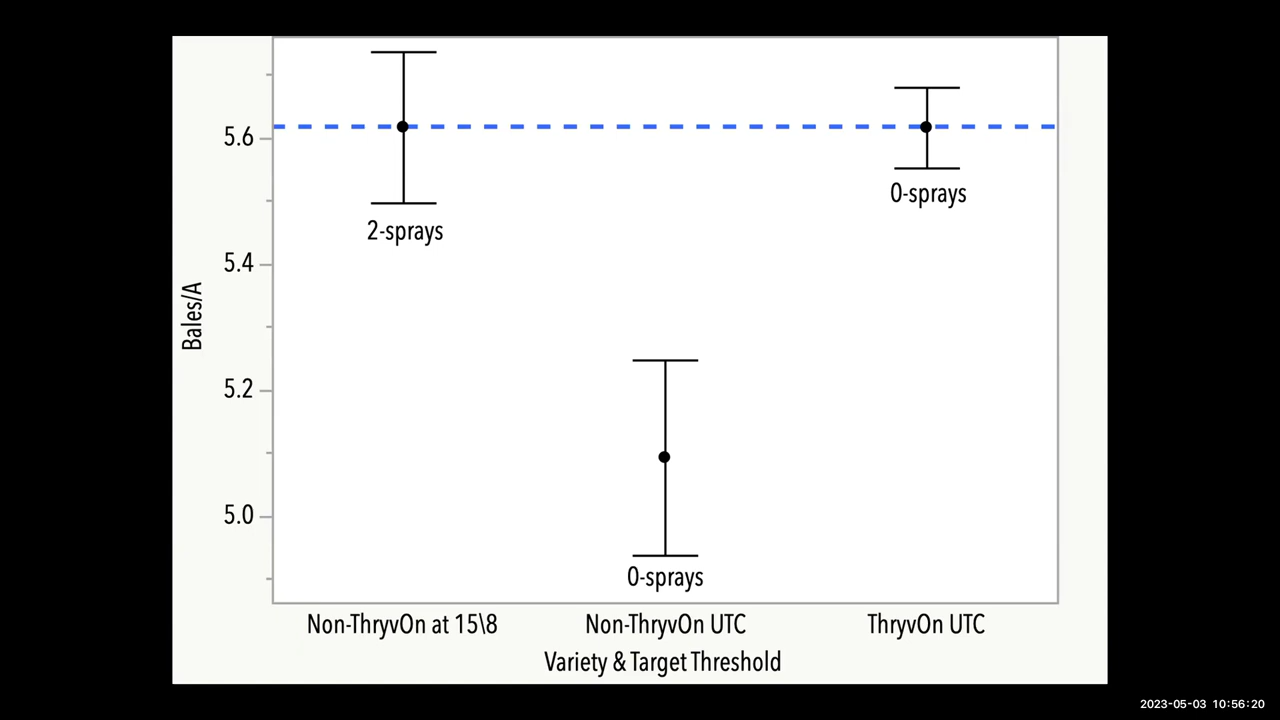 5.6
5.4
5.2
5.0
Bales/A
2-sprays
0-sprays
0-sprays
Non-ThryvOn at 15\8
Non-ThryvOn UTC
ThryvOn UTC
Variety & Target Threshold
2023-05-03 10:56:20